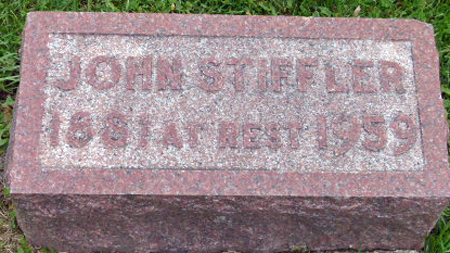 JOHN STIFFLER
1881 AT REST 1959